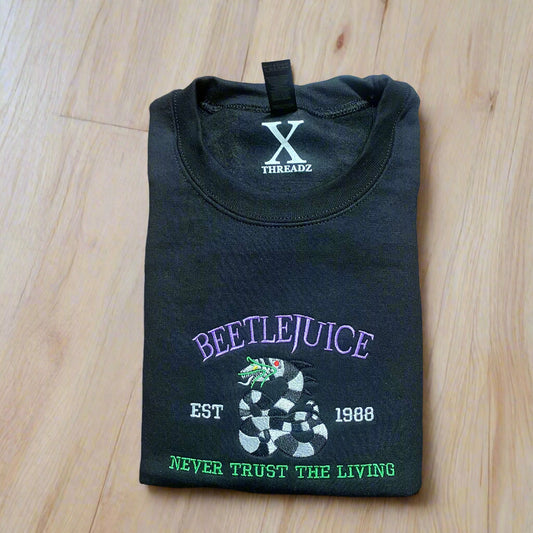 X
THREADZ
BEETLEJUICE
EST 1988
NEVER TRUST THE LIVING